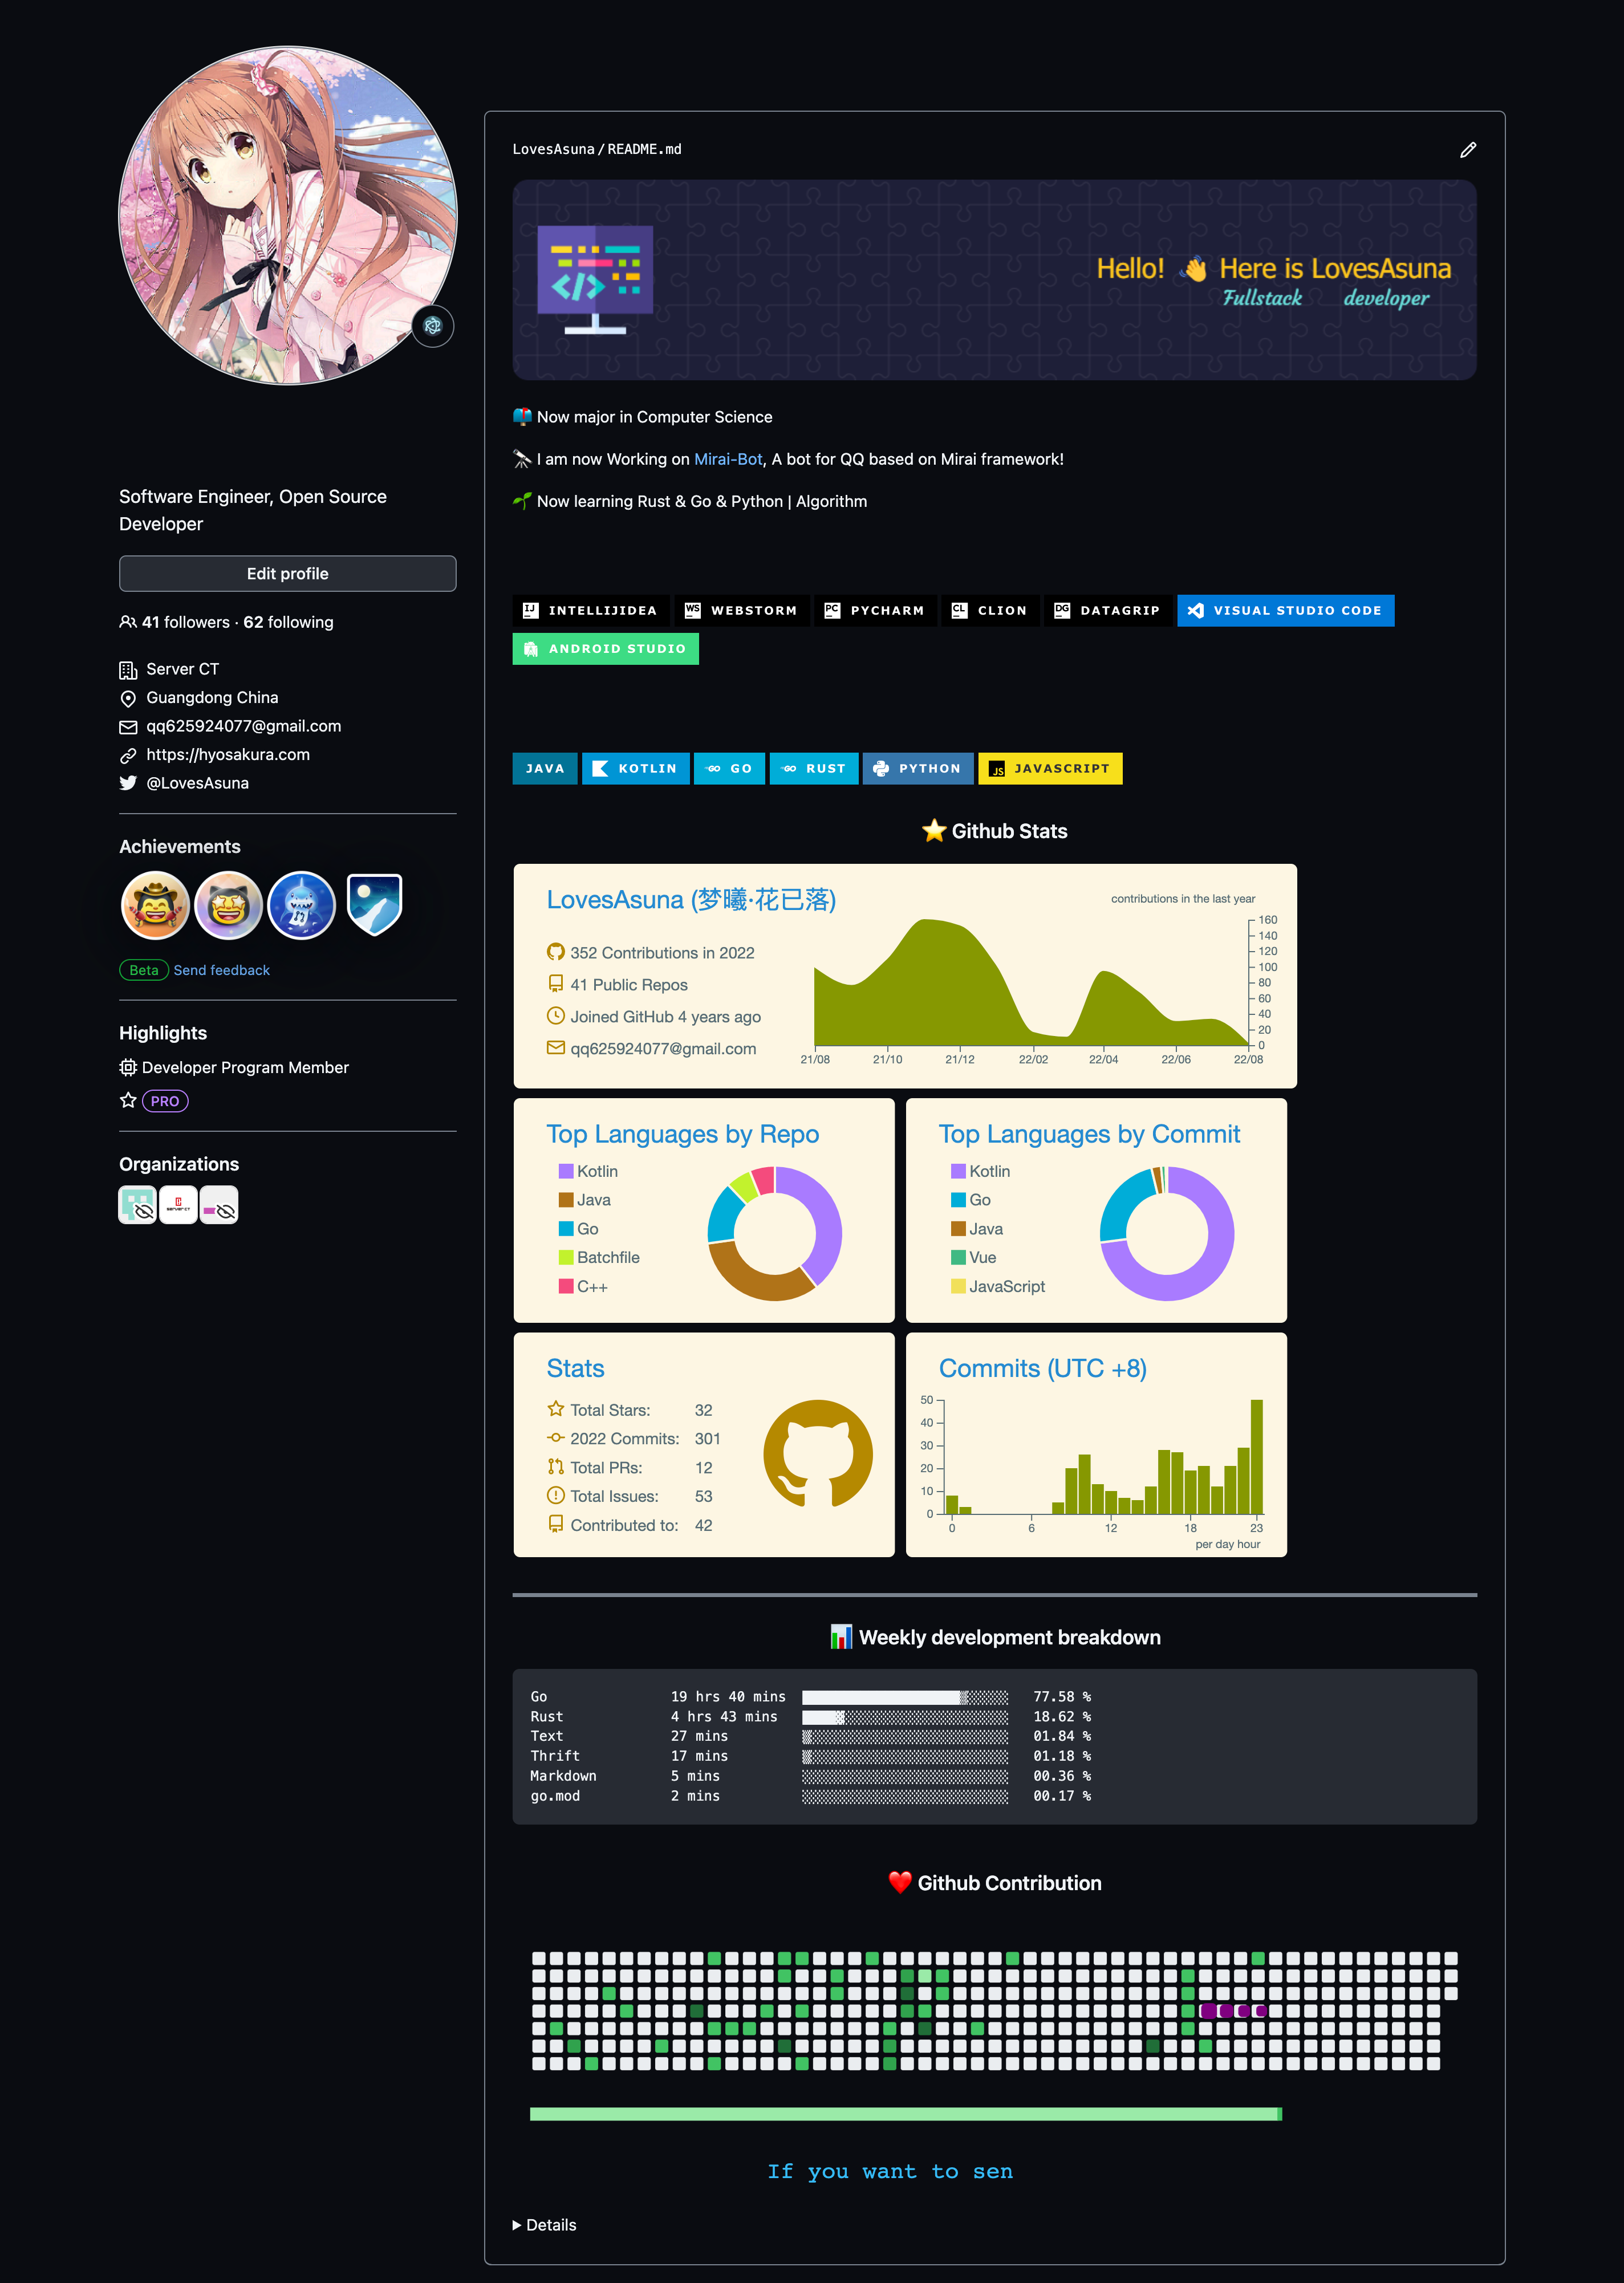 Software Engineer, Open Source
Developer
Edit profile
41 followers · 62 following
Server CT
Guangdong China
qq625924077@gmail.com
https://hyosakura.com
@LovesAsuna
Achievements
Beta Send feedback
Highlights
Developer Program Member
PRO
Organizations
SERVER CT
LovesAsuna / README.md
Hello! 👋 Here is LovesAsuna
Fullstack developer
Now major in Computer Science
I am now Working on Mirai-Bot, A bot for QQ based on Mirai framework!
Now learning Rust & Go & Python | Algorithm
IJ INTELLIJIDEA WS WEBSTORM PC PYCHARM CL CLION DG DATAGRIP VISUAL STUDIO CODE
ANDROID STUDIO
JAVA KOTLIN GO GO GO RUST PYTHON JS JAVASCRIPT
Github Stats
LovesAsuna (梦曦·花已落)
contributions in the last year
352 Contributions in 2022
41 Public Repos
Joined GitHub 4 years ago
qq625924077@gmail.com
160
140
120
100
80
60
40
20
0
21/08 21/10 21/12 22/02 22/04 22/06 22/08
Top Languages by Repo
Kotlin
Java
Go
Batchfile
C++
Top Languages by Commit
Kotlin
Go
Java
Vue
JavaScript
Stats
Total Stars: 32
2022 Commits: 301
Total PRs: 12
Total Issues: 53
Contributed to: 42
Commits (UTC +8)
50
40
30
20
10
0
0 6 12 18 23
per day hour
Weekly development breakdown
Go 19 hrs 40 mins 77.58 %
Rust 4 hrs 43 mins 18.62 %
Text 27 mins 01.84 %
Thrift 17 mins 01.18 %
Markdown 5 mins 00.36 %
go.mod 2 mins 00.17 %
Github Contribution
If you want to sen
Details